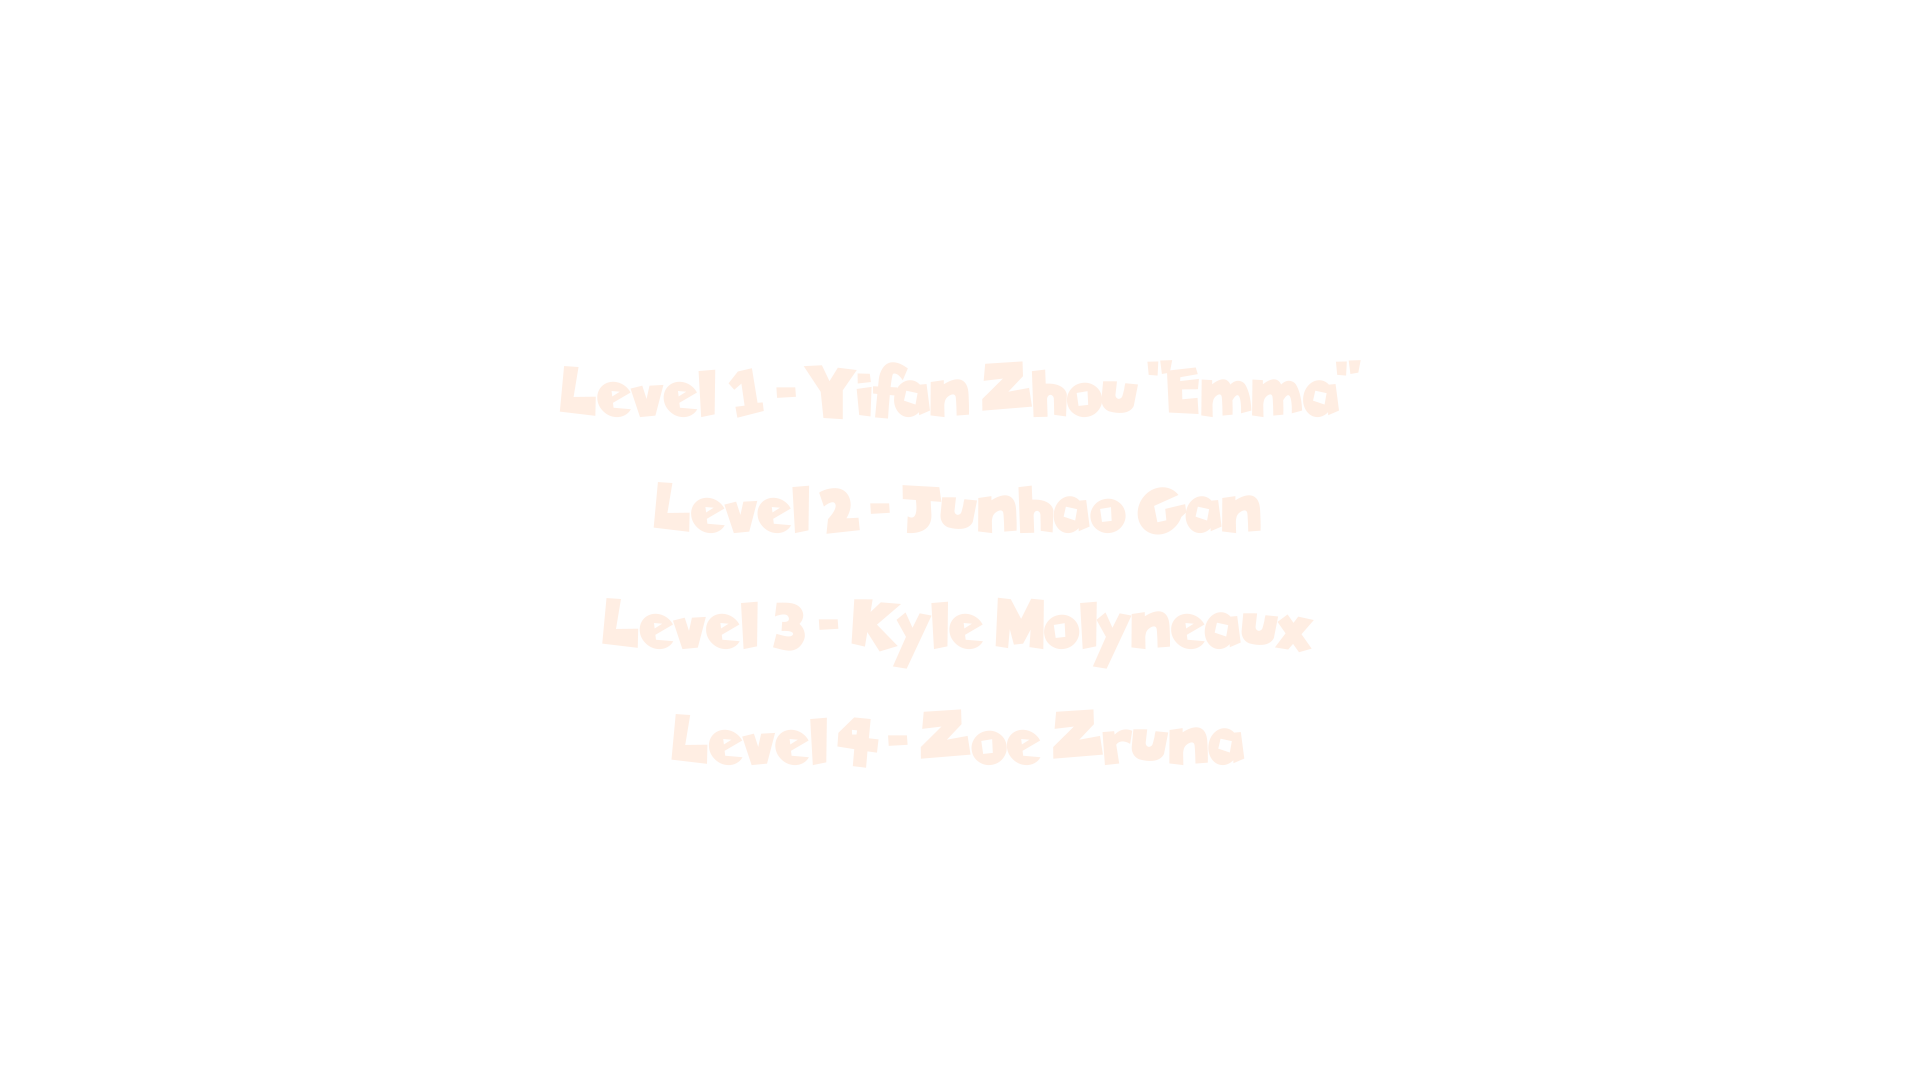 Level 1 - Yifan Zhou "Emma"
Level 2 - Junhao Gan
Level 3 - Kyle Molyneaux
Level 4 - Zoe Zruna